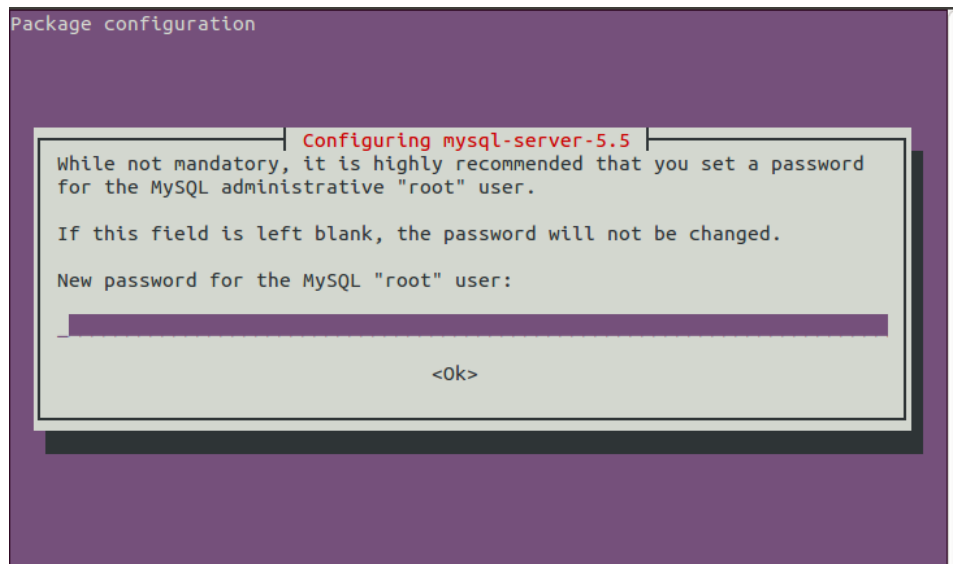 Package configuration
Configuring mysql-server-5.5
While not mandatory, it is highly recommended that you set a password
for the MySQL administrative "root" user.
If this field is left blank, the password will not be changed.
New password for the MySQL "root" user:
<Ok>